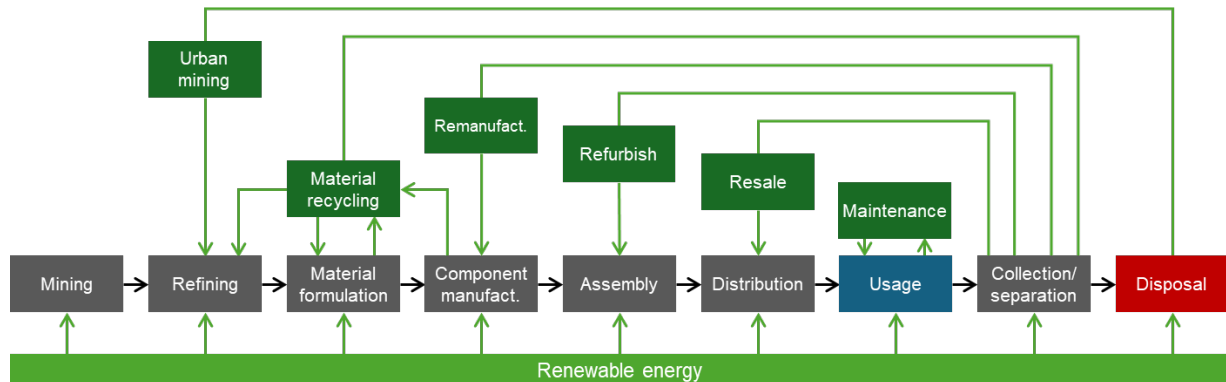 Urban
mining
Remanufact.
Refurbish
Material
recycling
Resale
Maintenance
Mining
Refining
Material
formulation
Component
manufact.
Assembly
Distribution
Usage
Collection/
separation
Disposal
Renewable energy